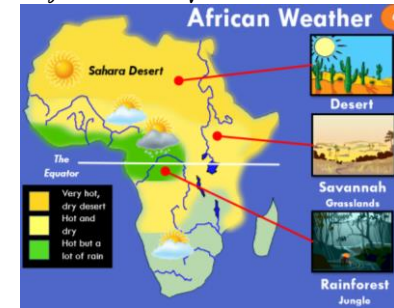 African Weather
Sahara Desert
Desert
The
Equator
Savannah
Grasslands
Very hot,
dry desert
Hot and
dry
Hot but a
lot of rain
Rainforest
Jungle